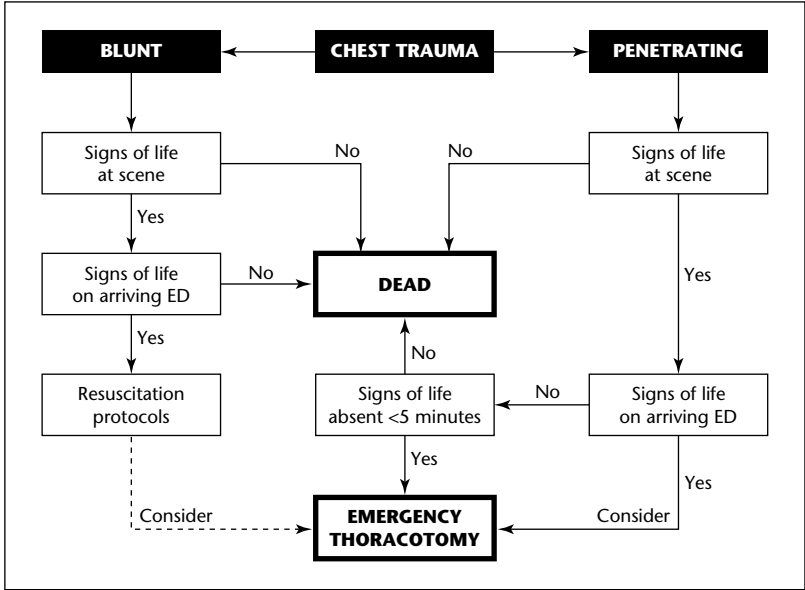 BLUNT
CHEST TRAUMA
PENETRATING
Signs of life
at scene
No
No
Signs of life
at scene
Yes
Signs of life
on arriving ED
No
DEAD
Yes
Yes
No
Resuscitation
protocols
Signs of life
absent <5 minutes
No
Signs of life
on arriving ED
Yes
Yes
Consider
EMERGENCY
THORACOTOMY
Consider